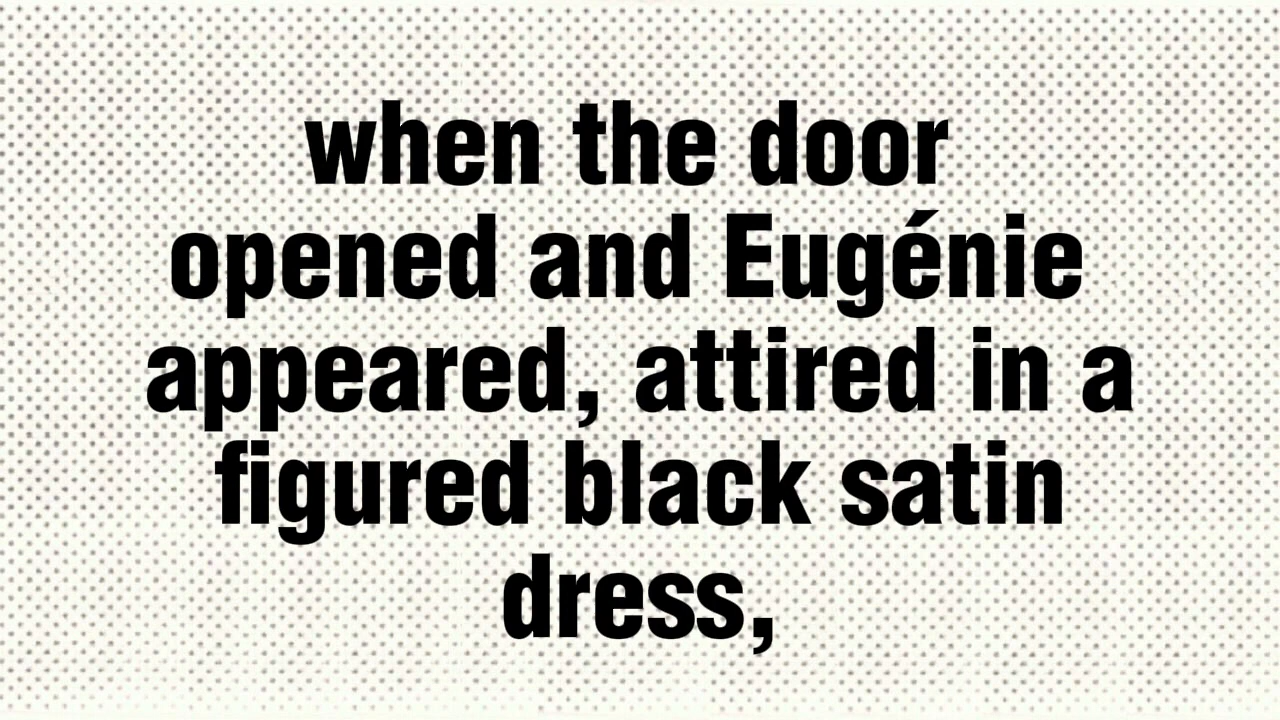 when the door
opened and Eugénie
appeared, attired in a
figured black satin
dress,